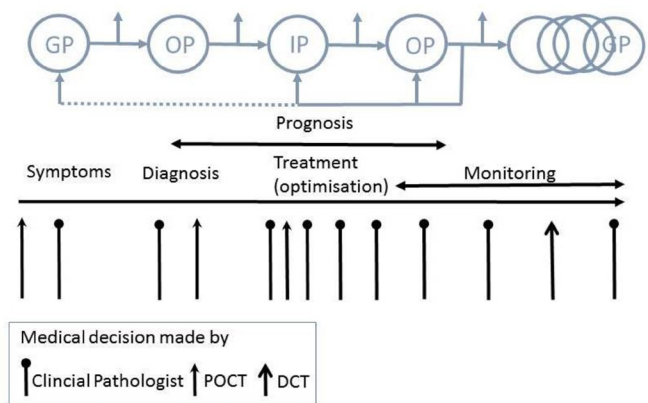 GP OP IP OP GP
Prognosis
Symptoms Diagnosis Treatment Monitoring
(optimisation)
Medical decision made by
Clincial Pathologist POCT DCT